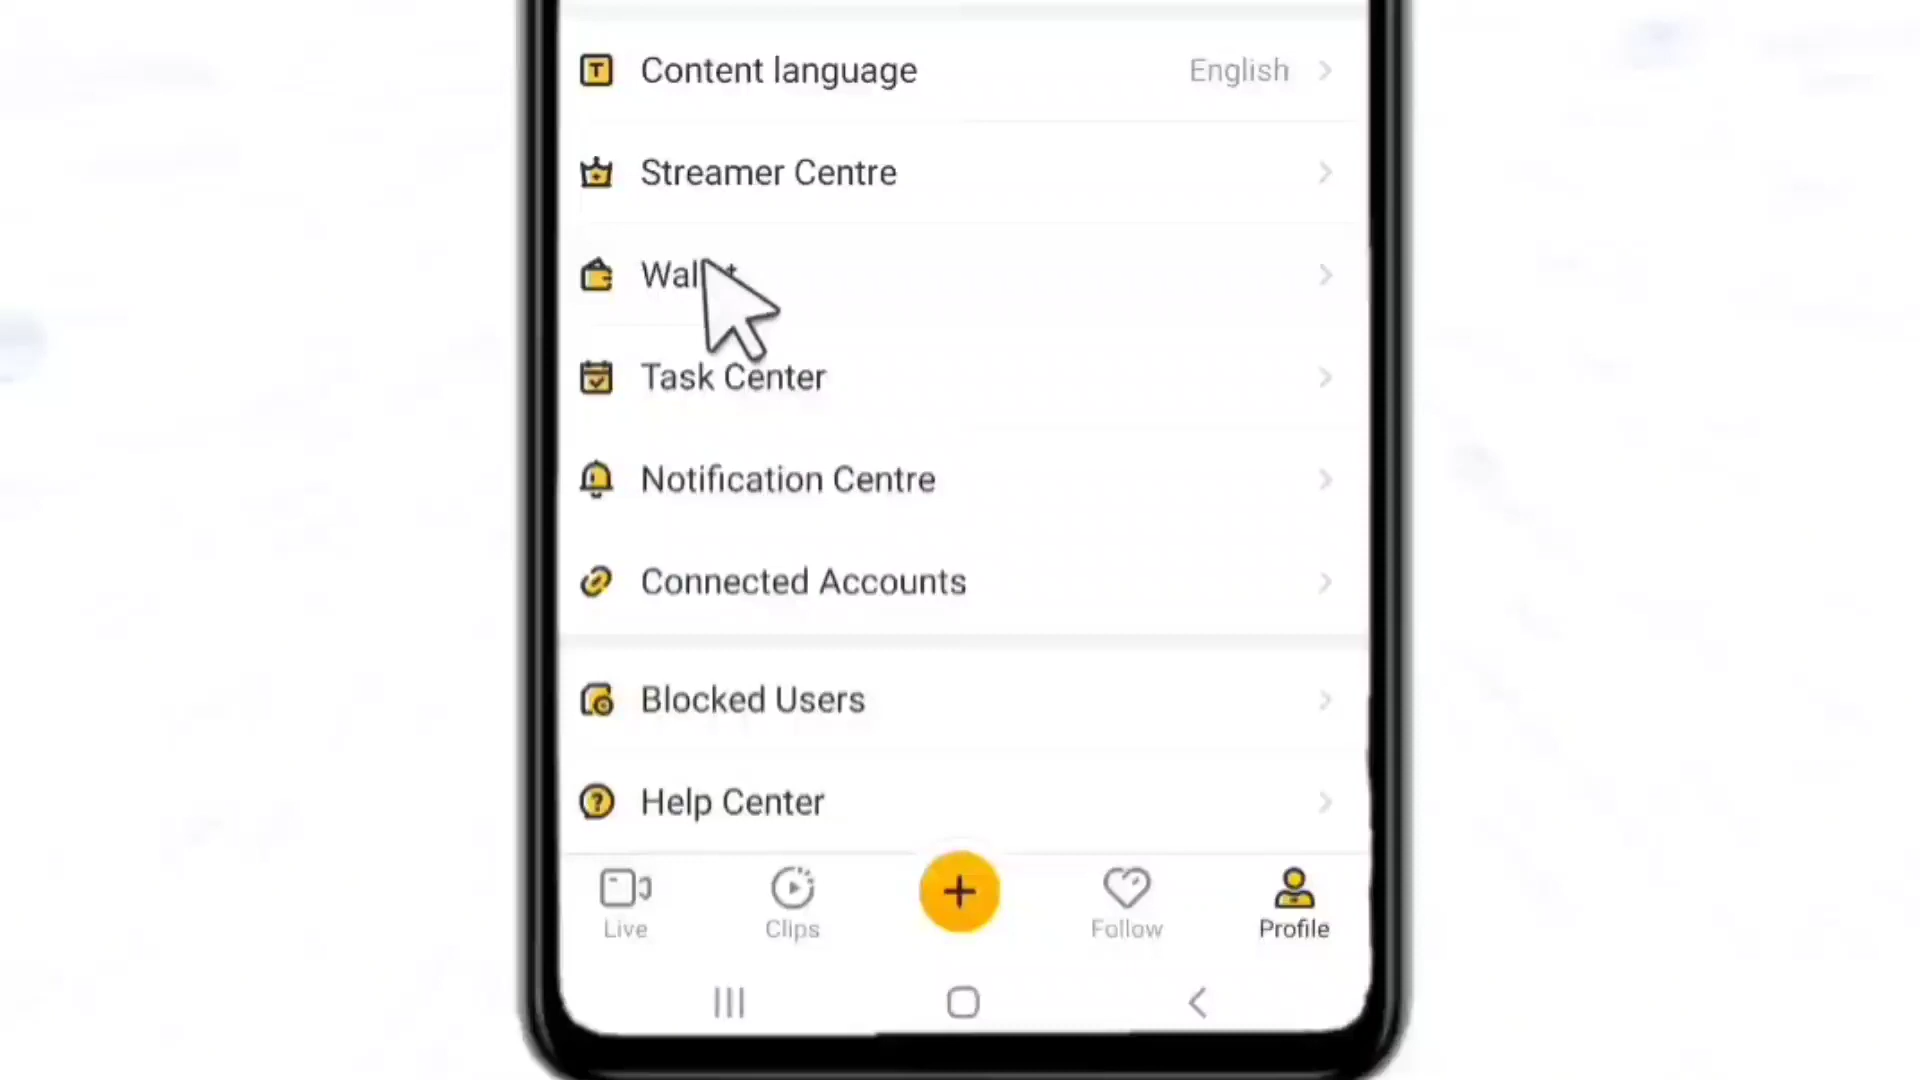 Content language English
Streamer Centre
Task Center
Notification Centre
Connected Accounts
Blocked Users
Help Center
Live Clips Follow Profile